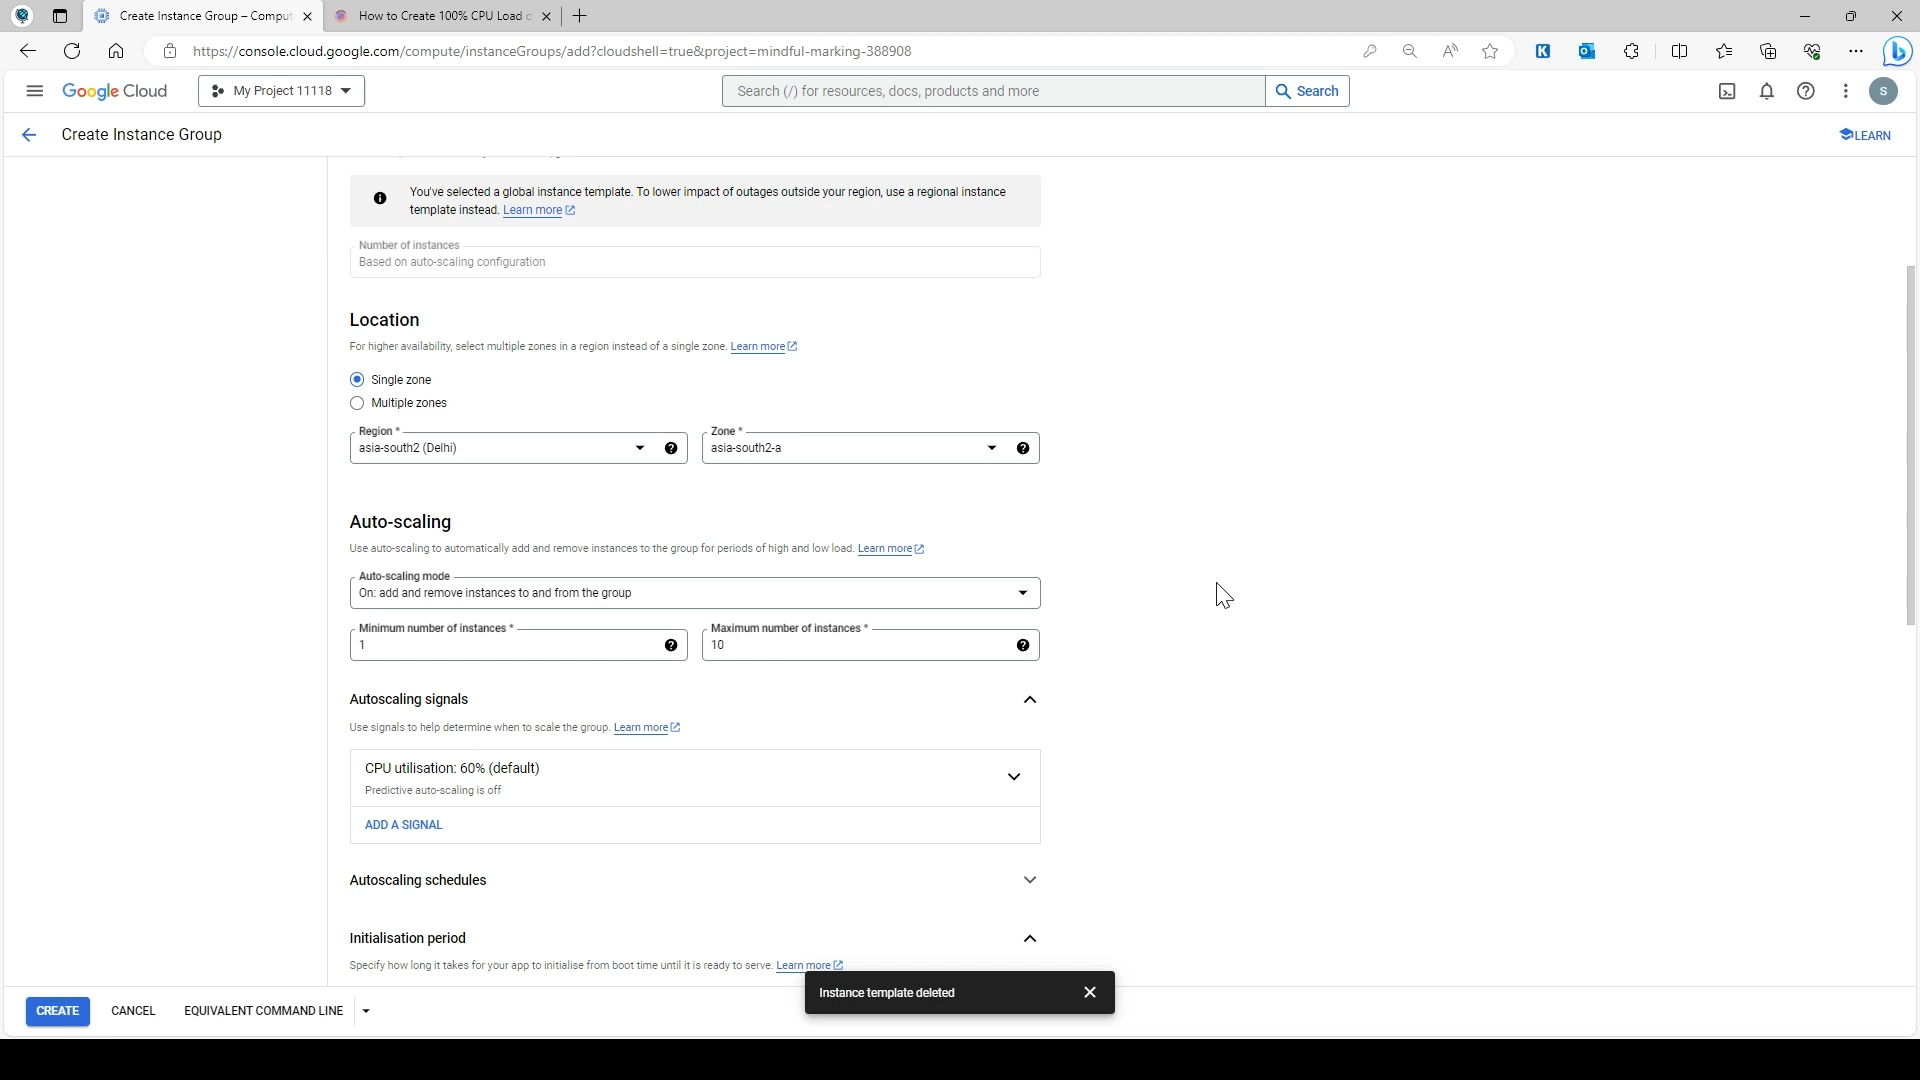 Create Instance Group – Comput
How to Create 100% CPU Load o
https://console.cloud.google.com/compute/instanceGroups/add?cloudshell=true&project=mindful-marking-388908
Google Cloud
My Project 11118
Search (/) for resources, docs, products and more
Search
S
Create Instance Group
LEARN
You've selected a global instance template. To lower impact of outages outside your region, use a regional instance
template instead. Learn more
Number of instances
Based on auto-scaling configuration
Location
For higher availability, select multiple zones in a region instead of a single zone. Learn more
Single zone
Multiple zones
Region *
asia-south2 (Delhi)
Zone *
asia-south2-a
Auto-scaling
Use auto-scaling to automatically add and remove instances to the group for periods of high and low load. Learn more
Auto-scaling mode
On: add and remove instances to and from the group
Minimum number of instances *
1
Maximum number of instances *
10
Autoscaling signals
Use signals to help determine when to scale the group. Learn more
CPU utilisation: 60% (default)
Predictive auto-scaling is off
ADD A SIGNAL
Autoscaling schedules
Initialisation period
Specify how long it takes for your app to initialise from boot time until it is ready to serve. Learn more
Instance template deleted
CREATE
CANCEL
EQUIVALENT COMMAND LINE